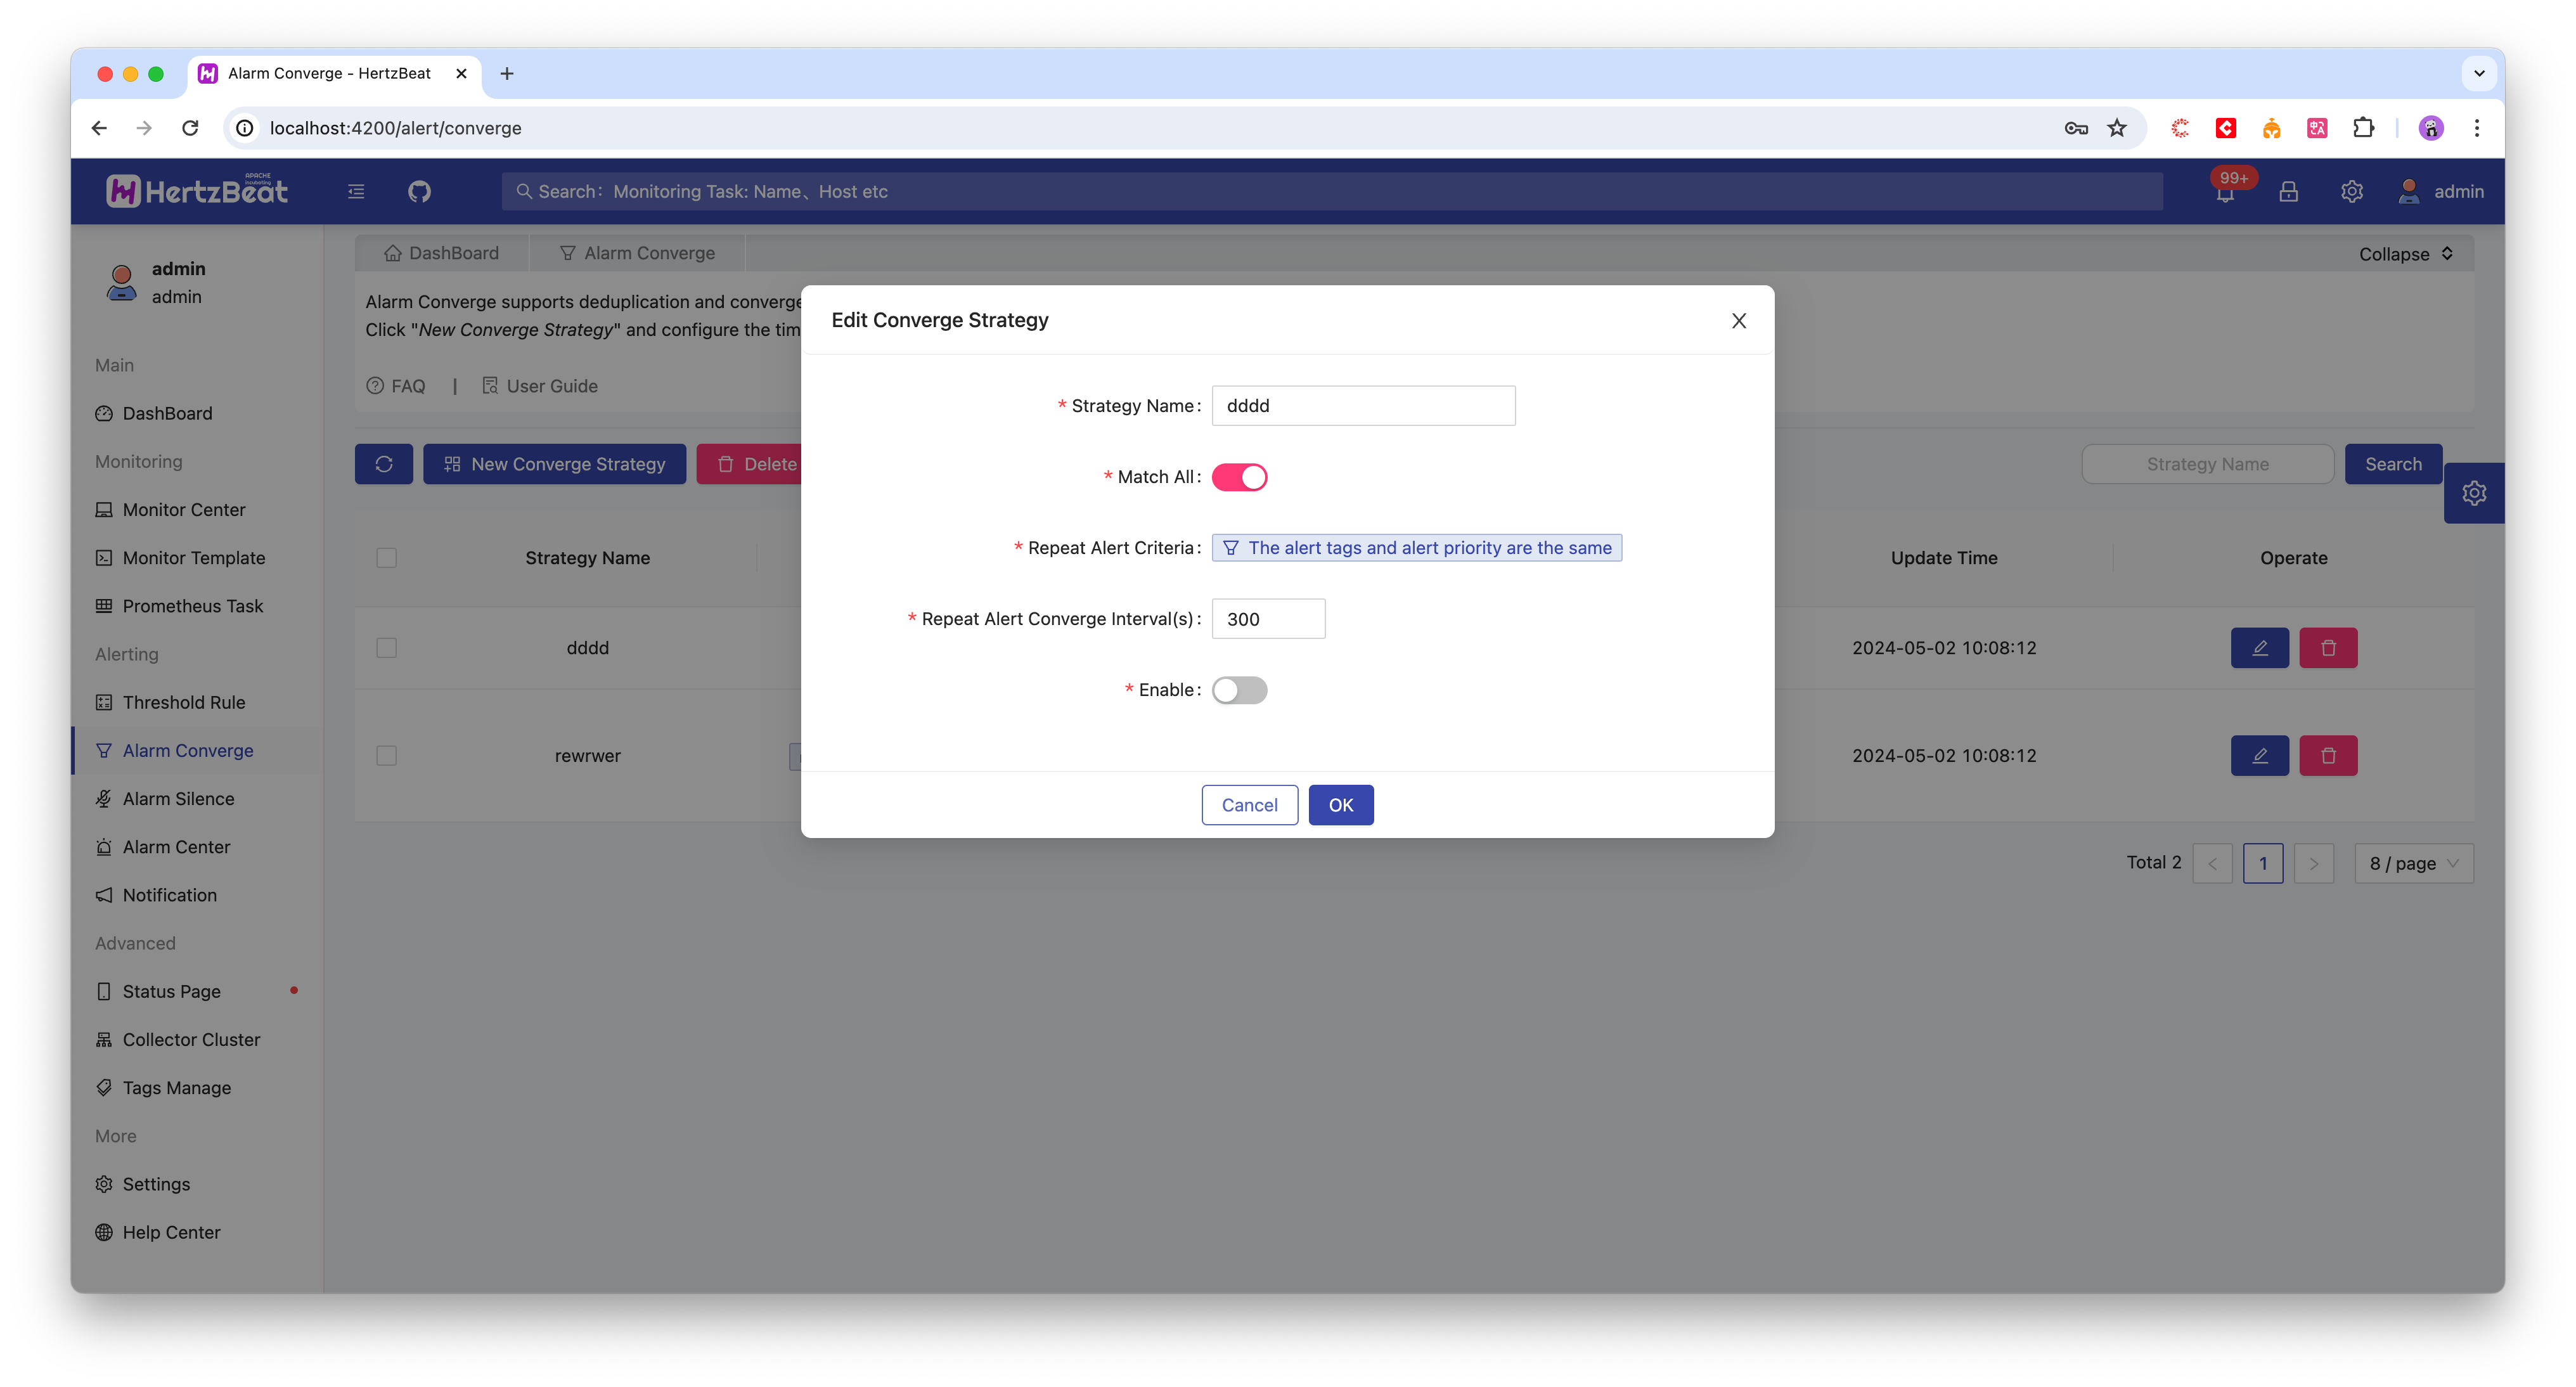 Alarm Converge - HertzBeat
localhost:4200/alert/converge
HertzBeat
APACHE
Search: Monitoring Task: Name、Host etc
99+
admin
admin
admin
Main
DashBoard
Monitoring
Monitor Center
Monitor Template
Prometheus Task
Alerting
Threshold Rule
Alarm Converge
Alarm Silence
Alarm Center
Notification
Advanced
Status Page
Collector Cluster
Tags Manage
More
Settings
Help Center
DashBoard
Alarm Converge
Collapse
Alarm Converge supports deduplication and converge
Click "New Converge Strategy" and configure the tim
FAQ | User Guide
New Converge Strategy
Delete
Strategy Name
Search
Strategy Name
Update Time
Operate
dddd
2024-05-02 10:08:12
rewrwer
2024-05-02 10:08:12
Total 2
<
1
>
8 / page
Edit Converge Strategy
* Strategy Name: dddd
* Match All:
* Repeat Alert Criteria: The alert tags and alert priority are the same
* Repeat Alert Converge Interval(s): 300
* Enable:
Cancel
OK